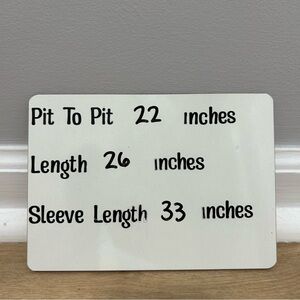 Pit To Pit 22 inches
Length 26 inches
Sleeve Length 33 inches